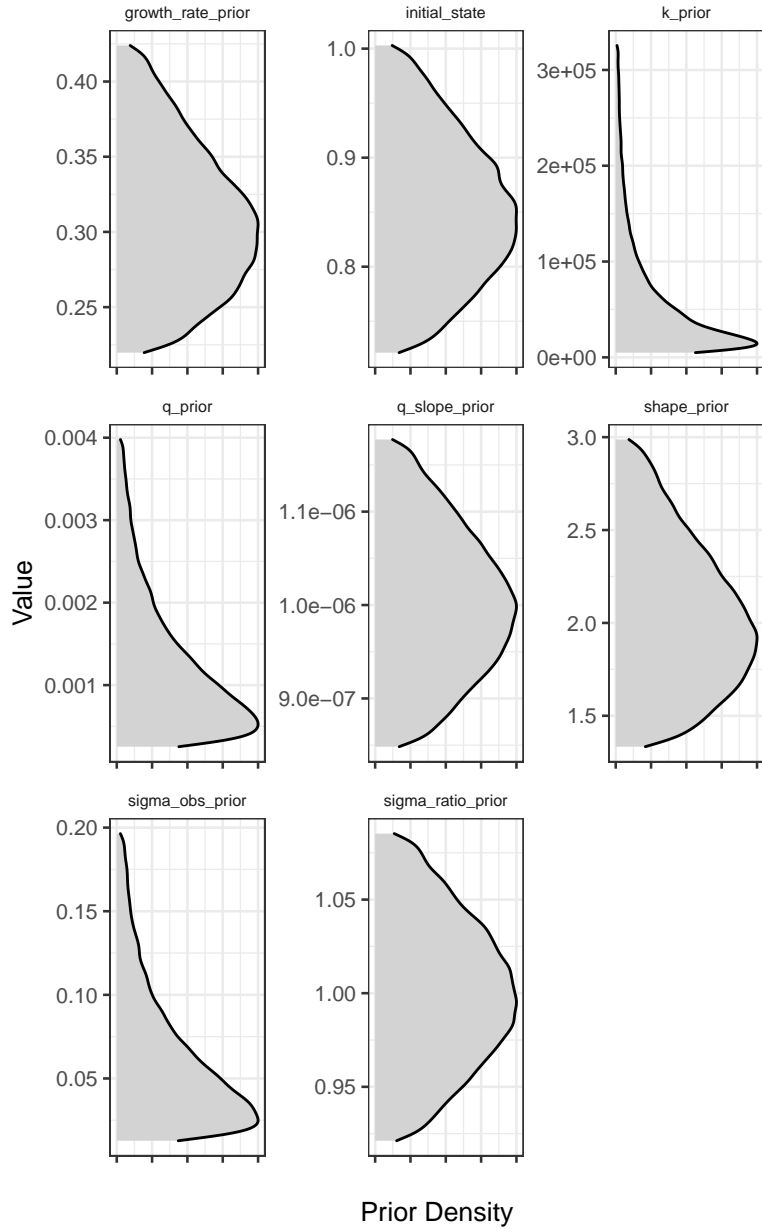 growth_rate_prior
initial_state
k_prior
0.40
0.35
0.30
0.25
1.0
0.9
0.8
3e+05
2e+05
1e+05
0e+00
q_prior
q_slope_prior
shape_prior
0.004
0.003
0.002
0.001
1.1e−06
1.0e−06
9.0e−07
3.0
2.5
2.0
1.5
Value
sigma_obs_prior
sigma_ratio_prior
0.20
0.15
0.10
0.05
1.05
1.00
0.95
Prior Density